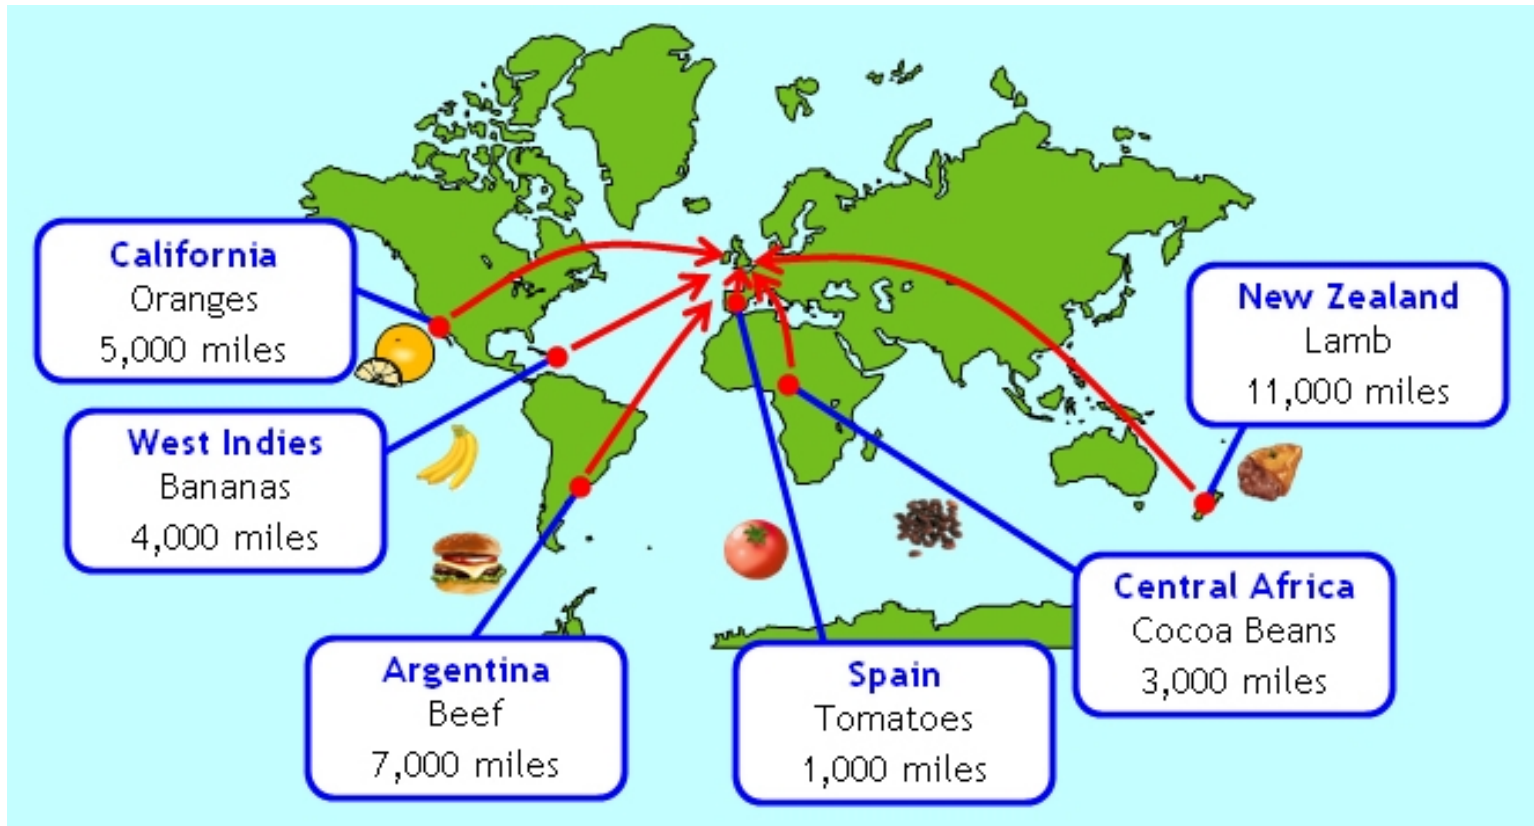 California
Oranges
5,000 miles
West Indies
Bananas
4,000 miles
Argentina
Beef
7,000 miles
Spain
Tomatoes
1,000 miles
Central Africa
Cocoa Beans
3,000 miles
New Zealand
Lamb
11,000 miles